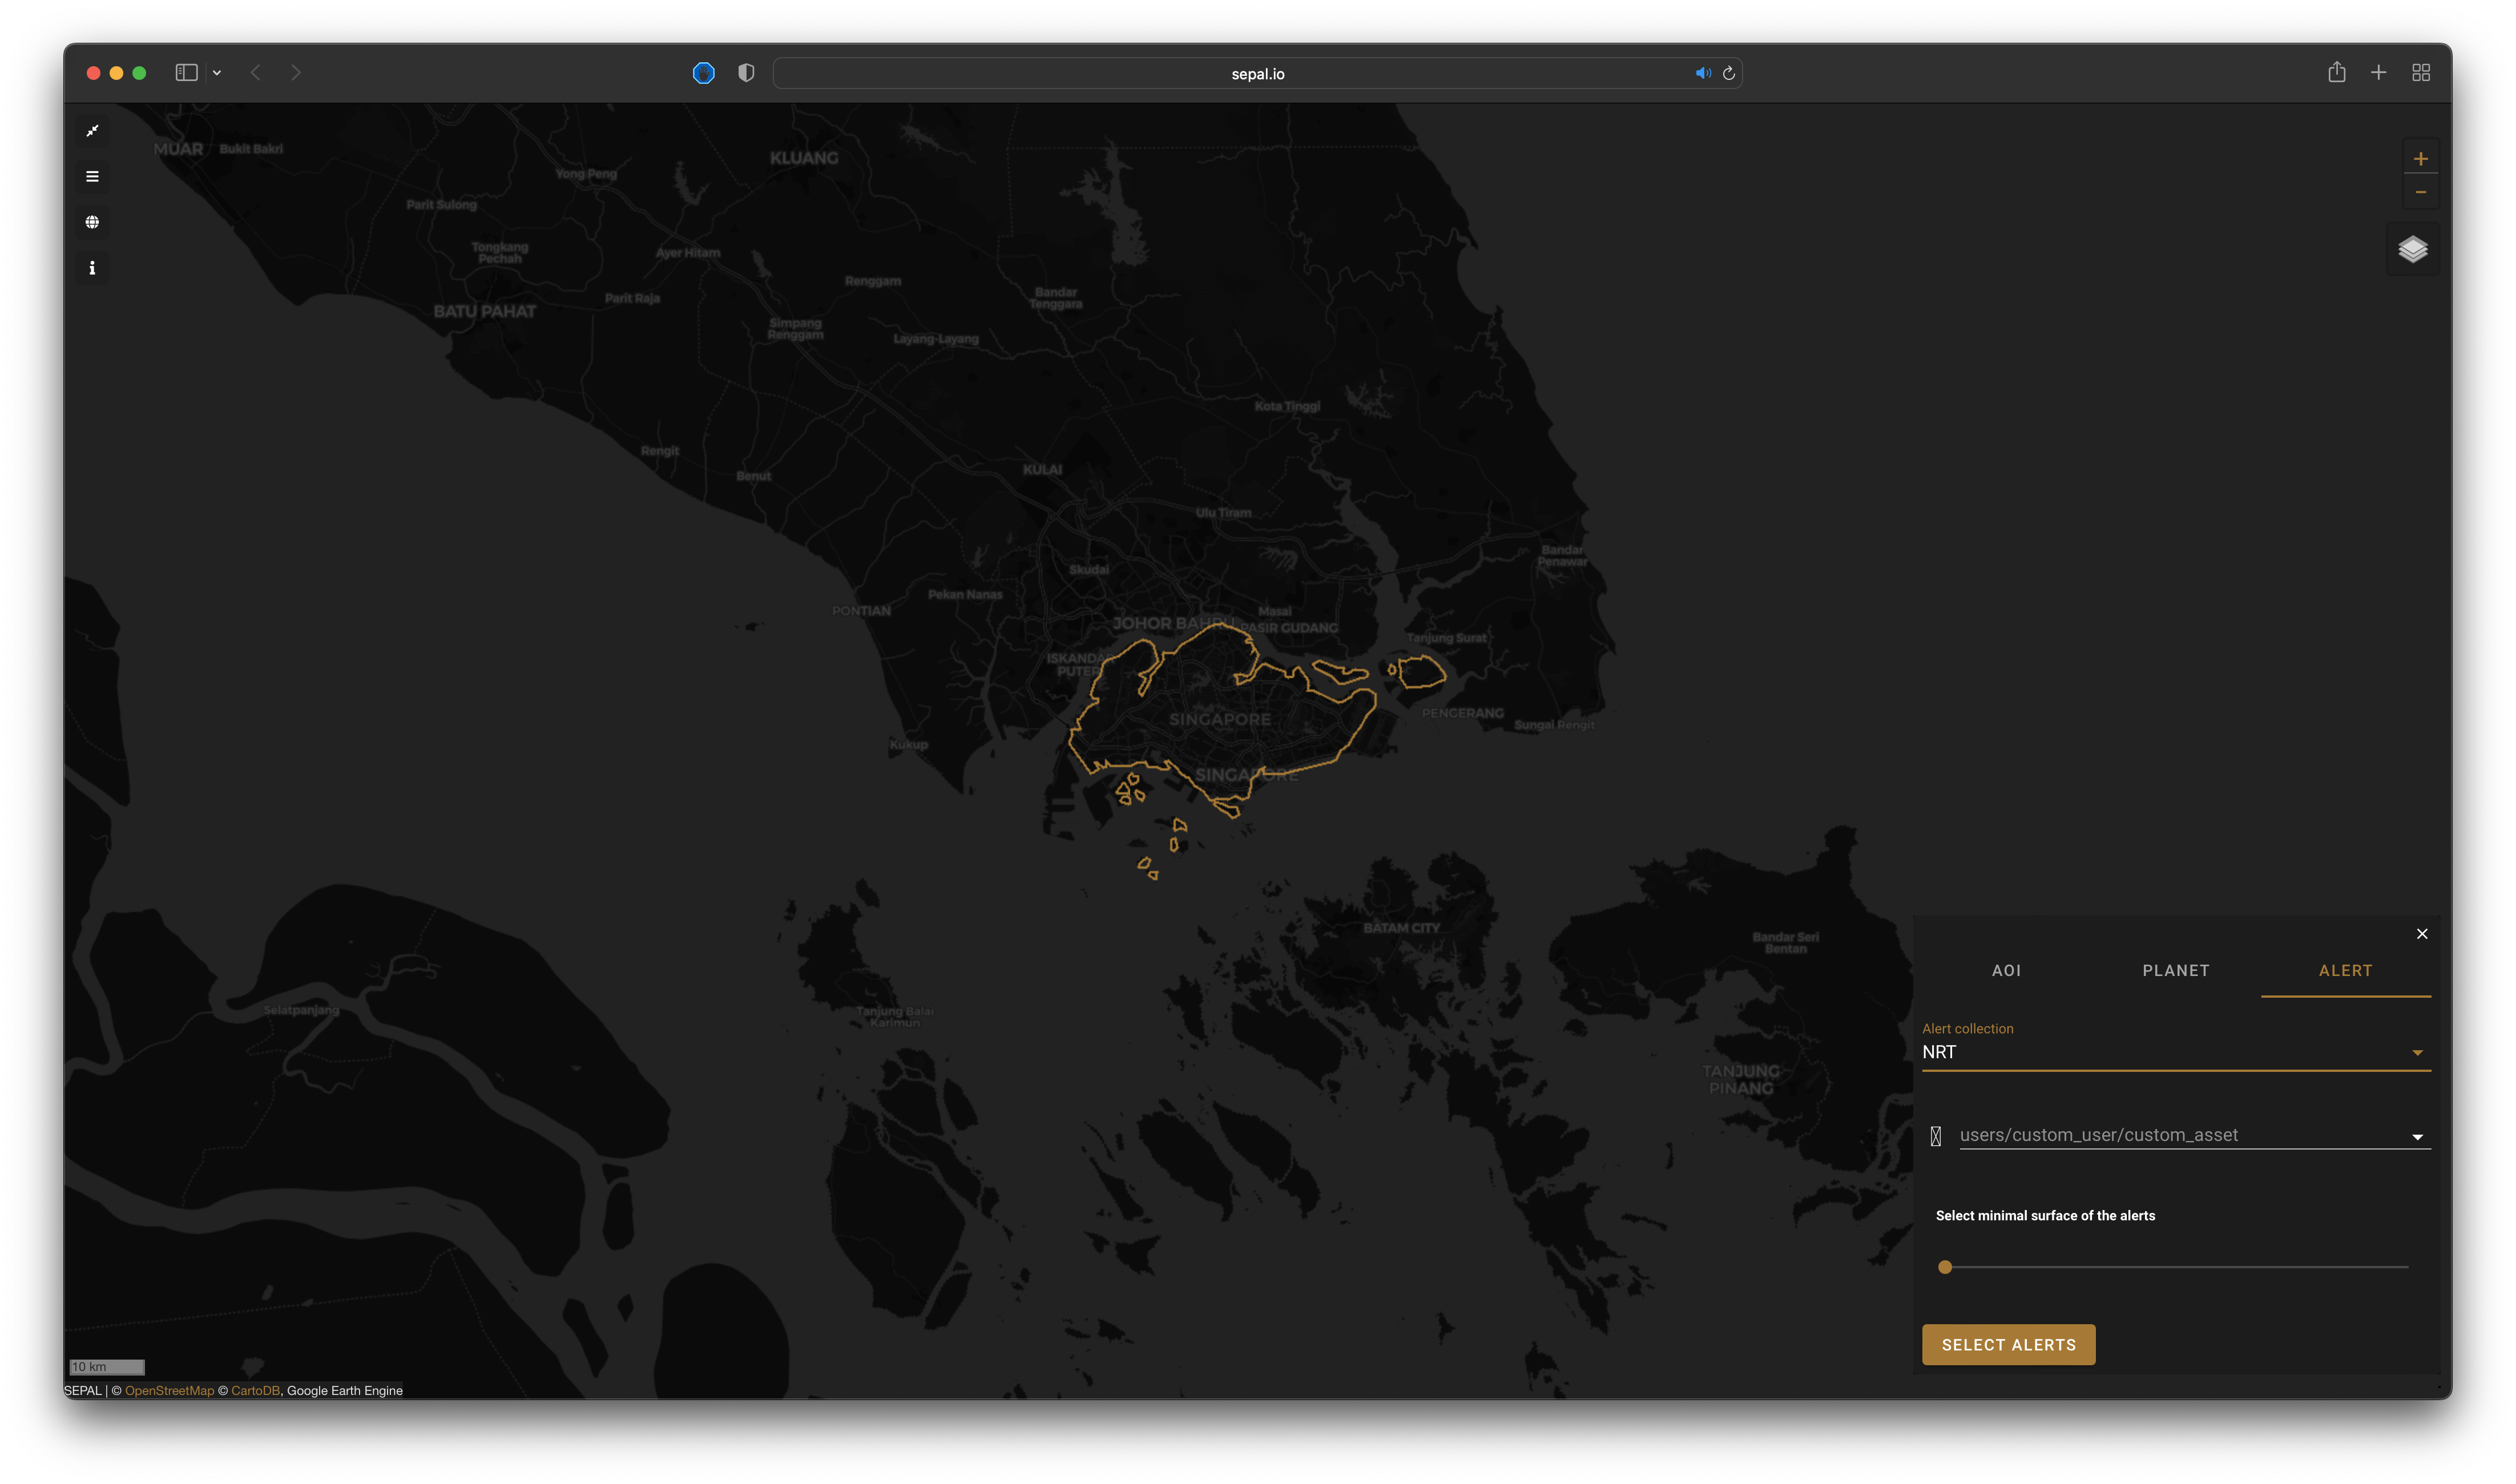 sepal.io
MUAR
Bukit Bakri
KLUANG
Yong Peng
Parit Sulong
Tongkang
Pechah
Ayer Hitam
Renggam
Bandar
Tenggara
Parit Raja
BATU PAHAT
Simpang
Renggam
Layang-Layang
Kota Tinggi
Rengit
Benut
KULAI
Ulu Tiram
Bandar
Penawar
Skudai
Pekan Nanas
PONTIAN
Masai
JOHOR BAHRU
PASIR GUDANG
Tanjung Surat
ISKANDAR
PUTERI
SINGAPORE
PENGERANG
Sungai Rengit
Kukup
SINGAPORE
BATAM CITY
Bandar Seri
Bentan
Selatpanjang
Tanjung Balai
Karimun
TANJUNG
PINANG
AOI
PLANET
ALERT
Alert collection
NRT
users/custom_user/custom_asset
Select minimal surface of the alerts
SELECT ALERTS
10 km
SEPAL | © OpenStreetMap © CartoDB, Google Earth Engine